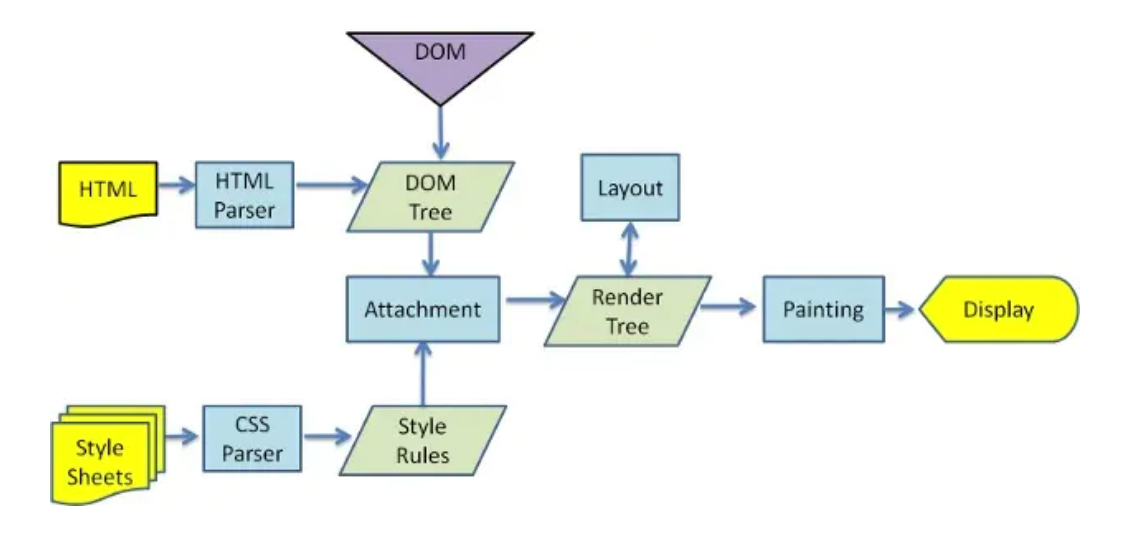 DOM
HTML
HTML
Parser
DOM
Tree
Layout
Attachment
Render
Tree
Painting
Display
Style
Sheets
CSS
Parser
Style
Rules